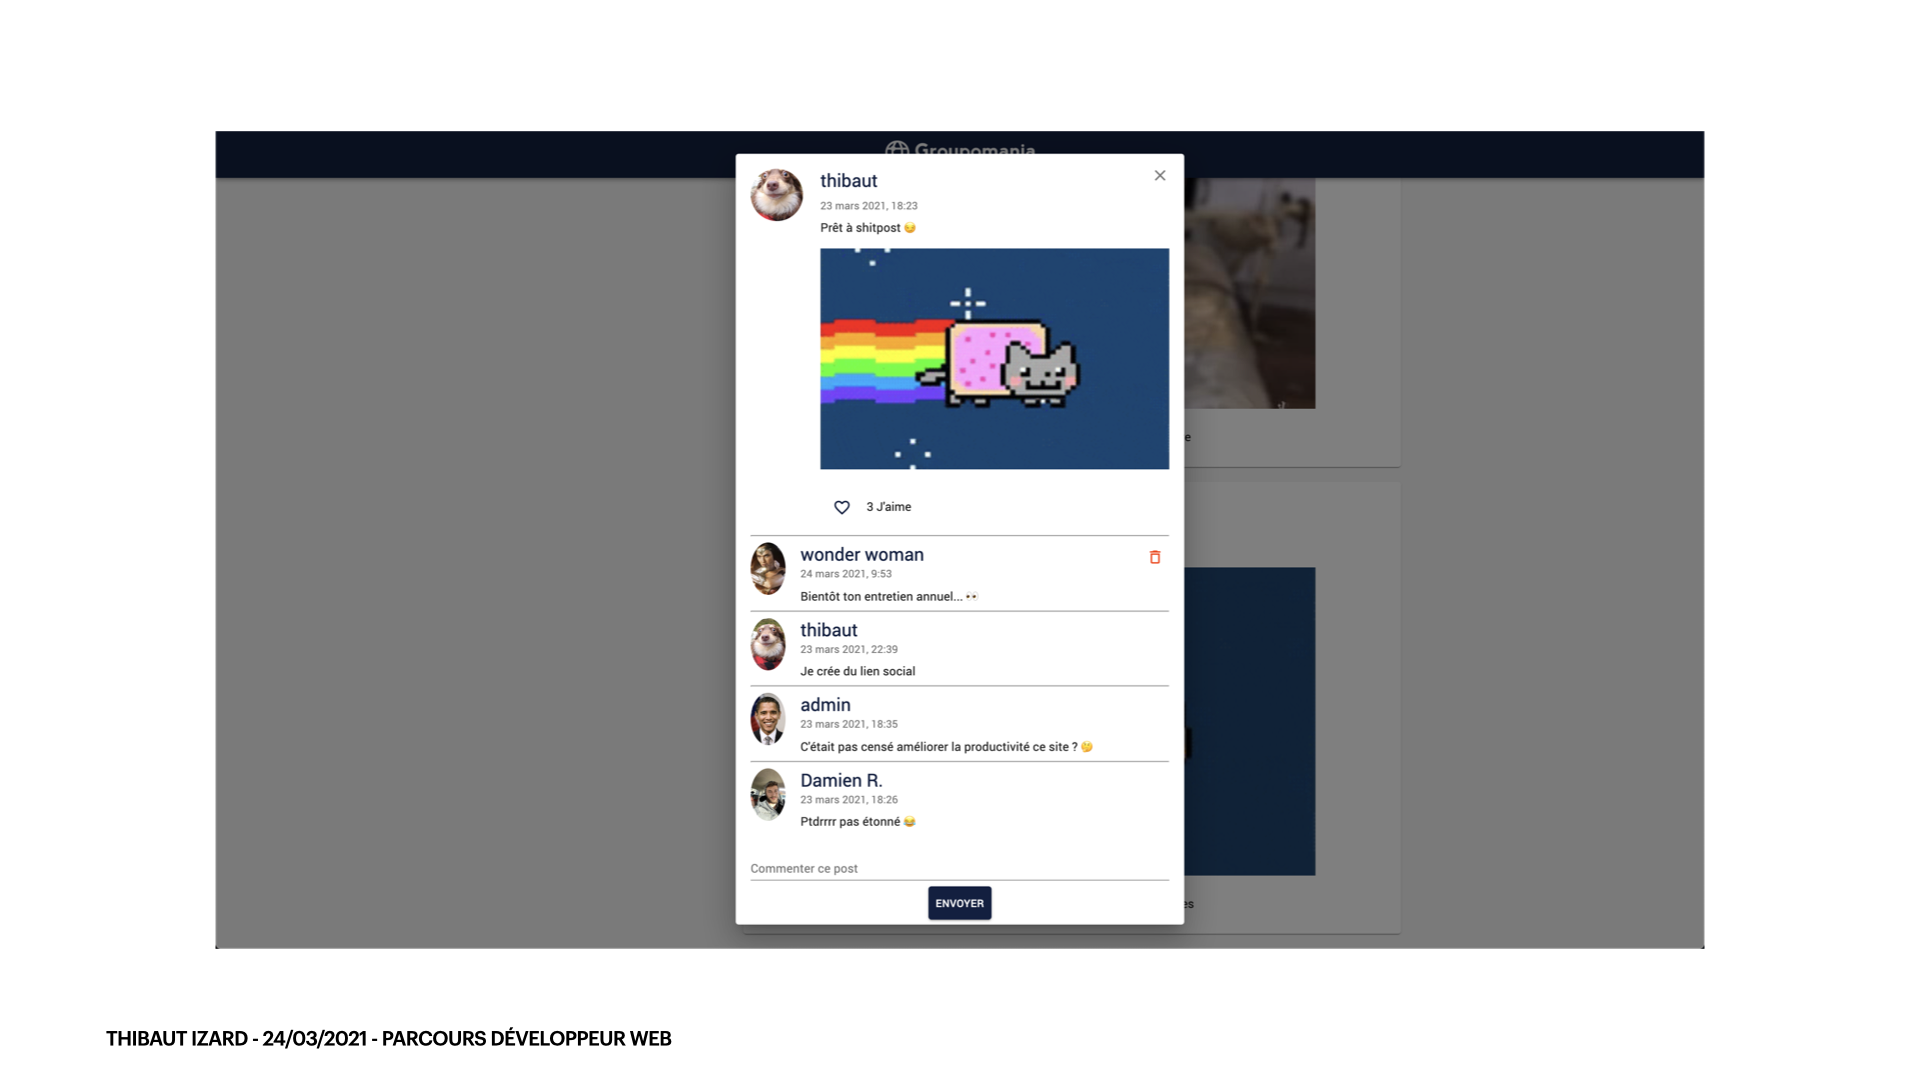 Groupomania
thibaut
23 mars 2021, 18:23
Prêt à shitpost 😏
3 J'aime
wonder woman
24 mars 2021, 9:53
Bientôt ton entretien annuel... 👀
thibaut
23 mars 2021, 22:39
Je crée du lien social
admin
23 mars 2021, 18:35
C'était pas censé améliorer la productivité ce site ? 🤔
Damien R.
23 mars 2021, 18:26
Ptdrrrr pas étonné 😂
Commenter ce post
ENVOYER
THIBAUT IZARD - 24/03/2021 - PARCOURS DÉVELOPPEUR WEB